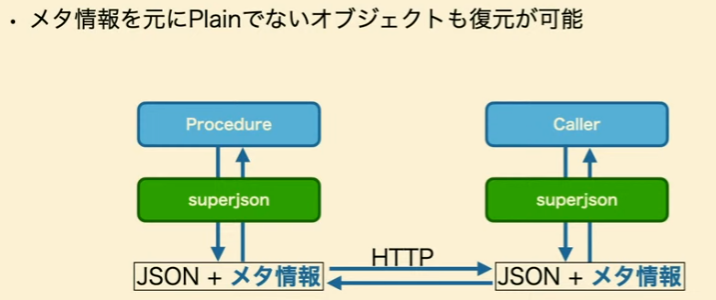 ・メタ情報を元にPlainでないオブジェクトも復元が可能
Procedure
Caller
superjson
superjson
HTTP
JSON + メタ情報
JSON + メタ情報